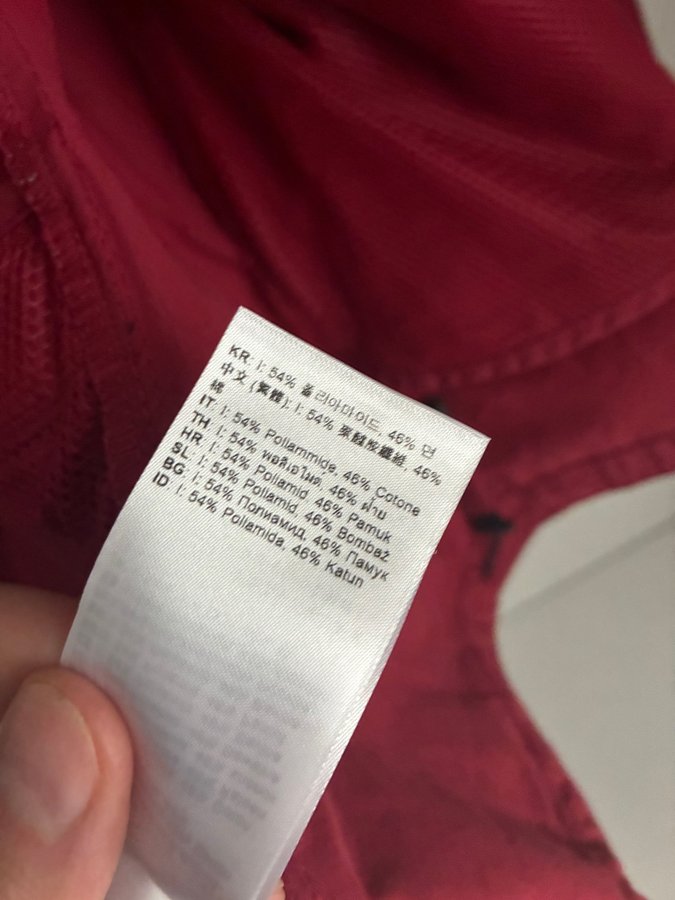 KR: I: 54% 폴리아마이드, 46% 면
中文 (繁體): I: 54% 聚醯胺纖維, 46%
棉
IT: I: 54% Poliammide, 46% Cotone
TH: I: 54% พอลิเอไมด์, 46% ฝ้าย
HR: I: 54% Poliamid, 46% Pamuk
SL: I: 54% Poliamid, 46% Bombaž
BG: I: 54% Полиамид, 46% Памук
ID: I: 54% Poliamida, 46% Katun